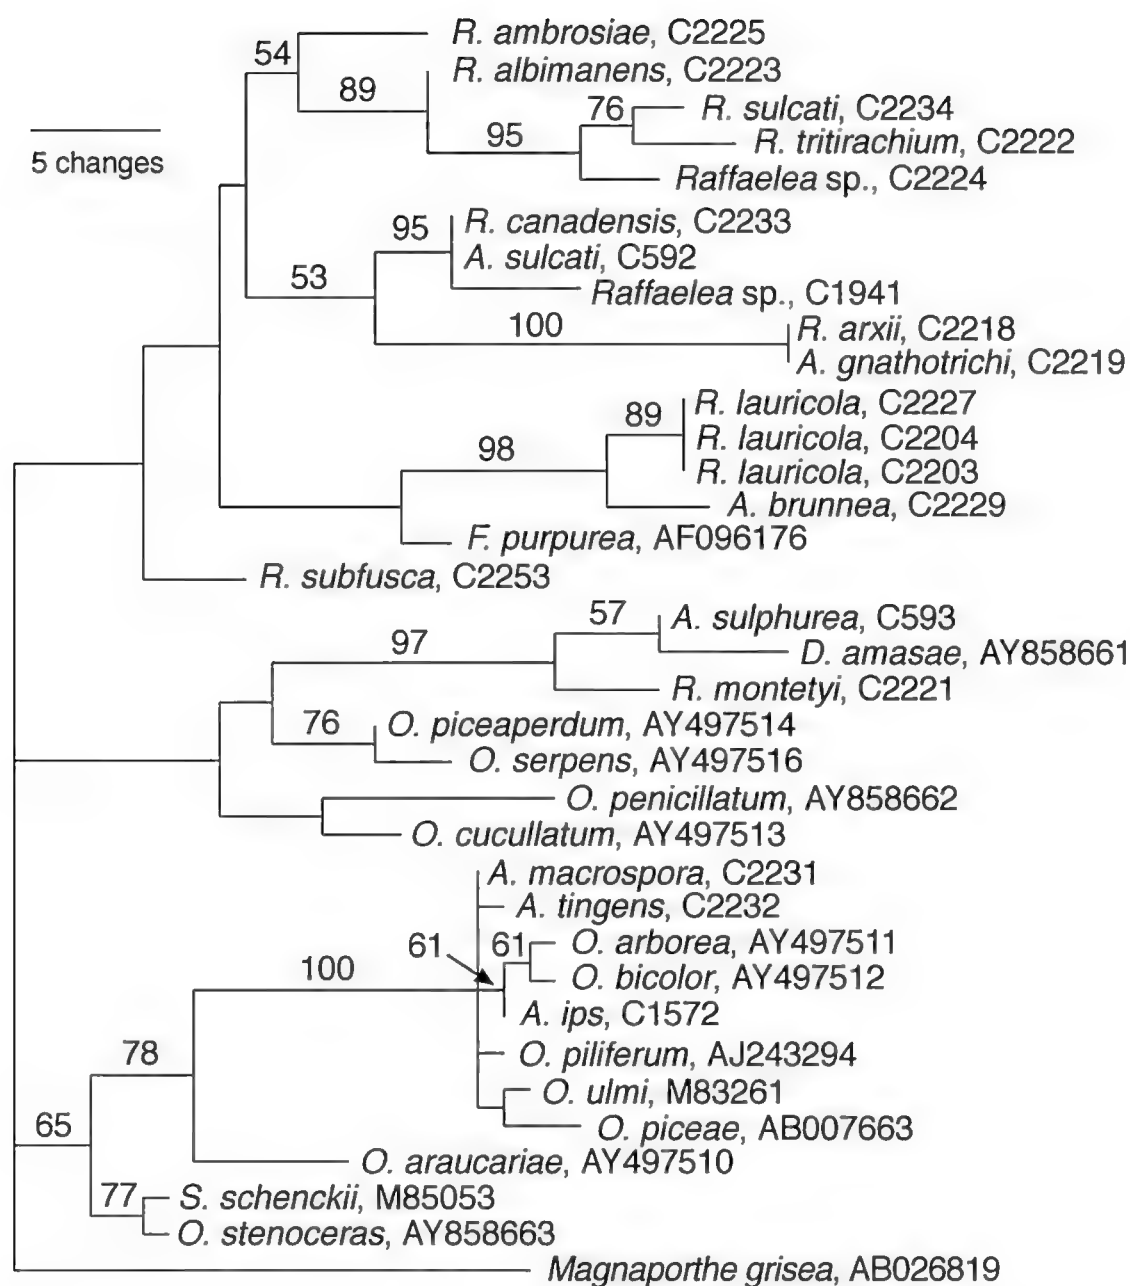 R. ambrosiae, C2225
54
R. albimanens, C2223
89
76
R. sulcati, C2234
5 changes
95
R. tritirachium, C2222
Raffaelea sp., C2224
R. canadensis, C2233
95
A. sulcati, C592
53
Raffaelea sp., C1941
100
R. arxii, C2218
A. gnathotrichi, C2219
R. lauricola, C2227
89
R. lauricola, C2204
98
R. lauricola, C2203
A. brunnea, C2229
F. purpurea, AF096176
R. subfusca, C2253
57
A. sulphurea, C593
97
D. amasae, AY858661
R. montetyi, C2221
76
O. piceaperdum, AY497514
O. serpens, AY497516
O. penicillatum, AY858662
O. cucullatum, AY497513
A. macrospora, C2231
A. tingens, C2232
61
61
O. arborea, AY497511
100
O. bicolor, AY497512
A. ips, C1572
78
O. piliferum, AJ243294
O. ulmi, M83261
65
O. piceae, AB007663
O. araucariae, AY497510
77
S. schenckii, M85053
O. stenoceras, AY858663
Magnaporthe grisea, AB026819